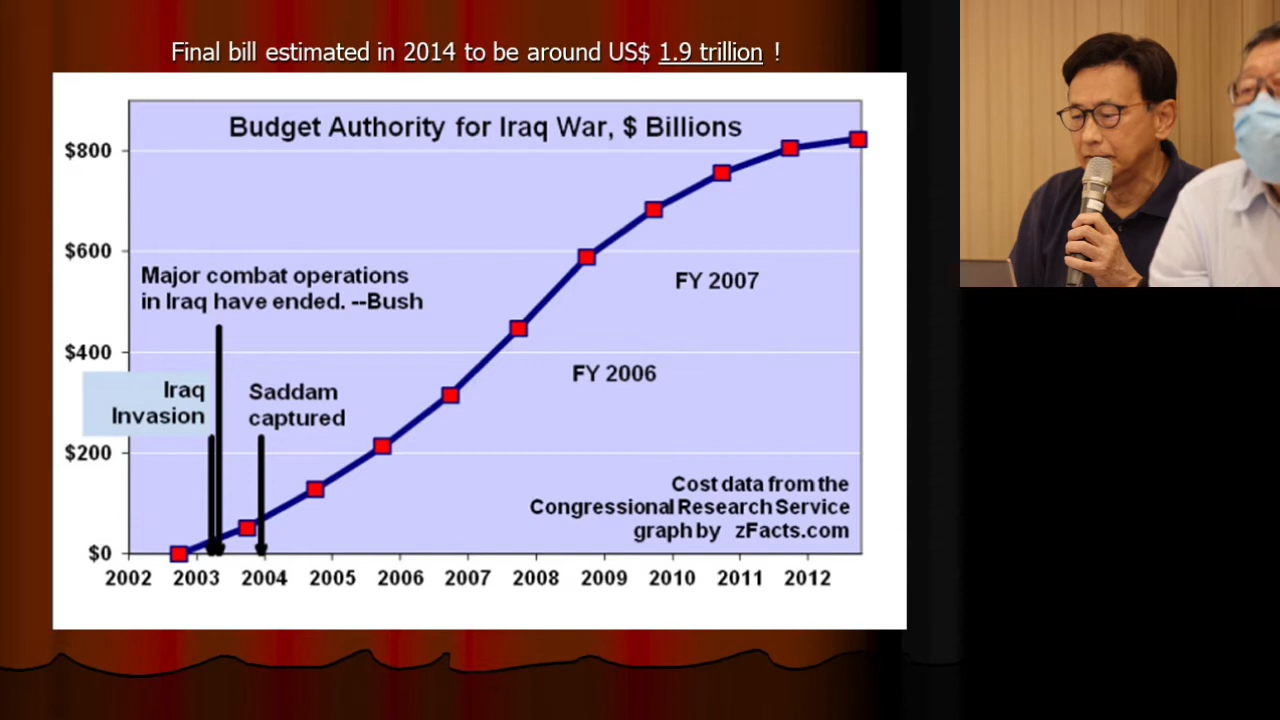 Final bill estimated in 2014 to be around US$ 1.9 trillion !
Budget Authority for Iraq War, $ Billions
$800
$600
$400
$200
$0
Major combat operations
in Iraq have ended. --Bush
Iraq
Invasion
Saddam
captured
FY 2007
FY 2006
Cost data from the
Congressional Research Service
graph by zFacts.com
2002 2003 2004 2005 2006 2007 2008 2009 2010 2011 2012